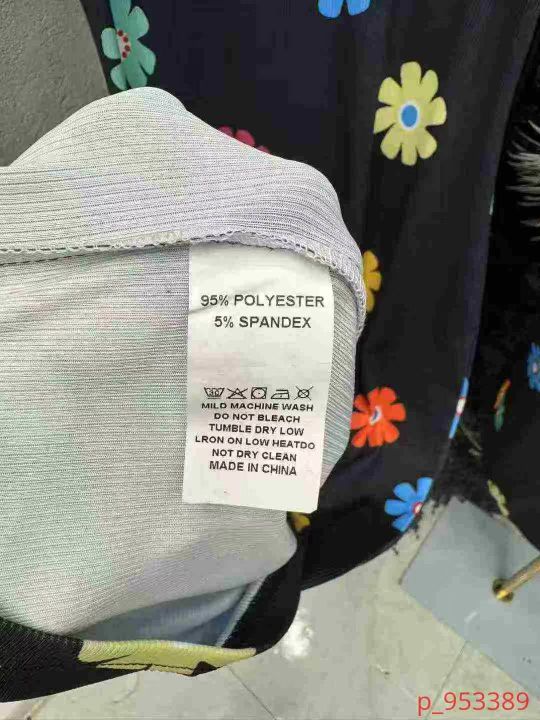 95% POLYESTER
5% SPANDEX
MILD MACHINE WASH
DO NOT BLEACH
TUMBLE DRY LOW
LRON ON LOW HEATDO
NOT DRY CLEAN
MADE IN CHINA
p_953389